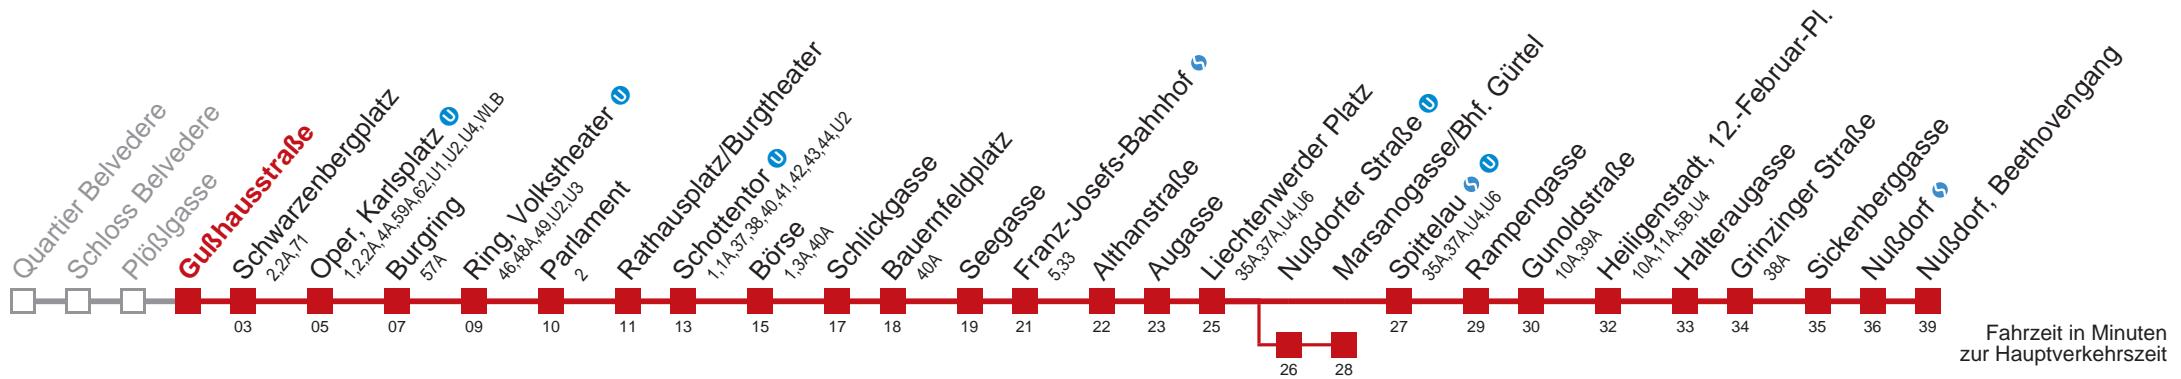 Quartier Belvedere
Schloss Belvedere
Plößlgasse
Gußhausstraße
Schwarzenbergplatz
2,2A,71
Oper, Karlsplatz U
1,2,2A,4A,59A,62,U1,U2,U4,WLB
Burgring
57A
Ring, Volkstheater U
46,48A,49,U2,U3
Parlament
2
Rathausplatz/Burgtheater
Schottentor U
1,1A,37,38,40,41,42,43,44,U2
Börse
1,3A,40A
Schlickgasse
Bauernfeldplatz
40A
Seegasse
Franz-Josefs-Bahnhof S
5,33
Althanstraße
Augasse
Liechtenwerder Platz
35A,37A,U4,U6
Nußdorfer Straße U
Marsanogasse/Bhf. Gürtel
Spittelau S U
35A,37A,U4,U6
Rampengasse
Gunoldstraße
10A,39A
Heiligenstadt, 12.-Februar-Pl.
10A,11A,5B,U4
Halteraugasse
Grinzinger Straße
38A
Sickenberggasse
Nußdorf S
Nußdorf, Beethovengang
03 05 07 09 10 11 13 15 17 18 19 21 22 23 25 27 29 30 32 33 34 35 36 39
26 28
Fahrzeit in Minuten
zur Hauptverkehrszeit